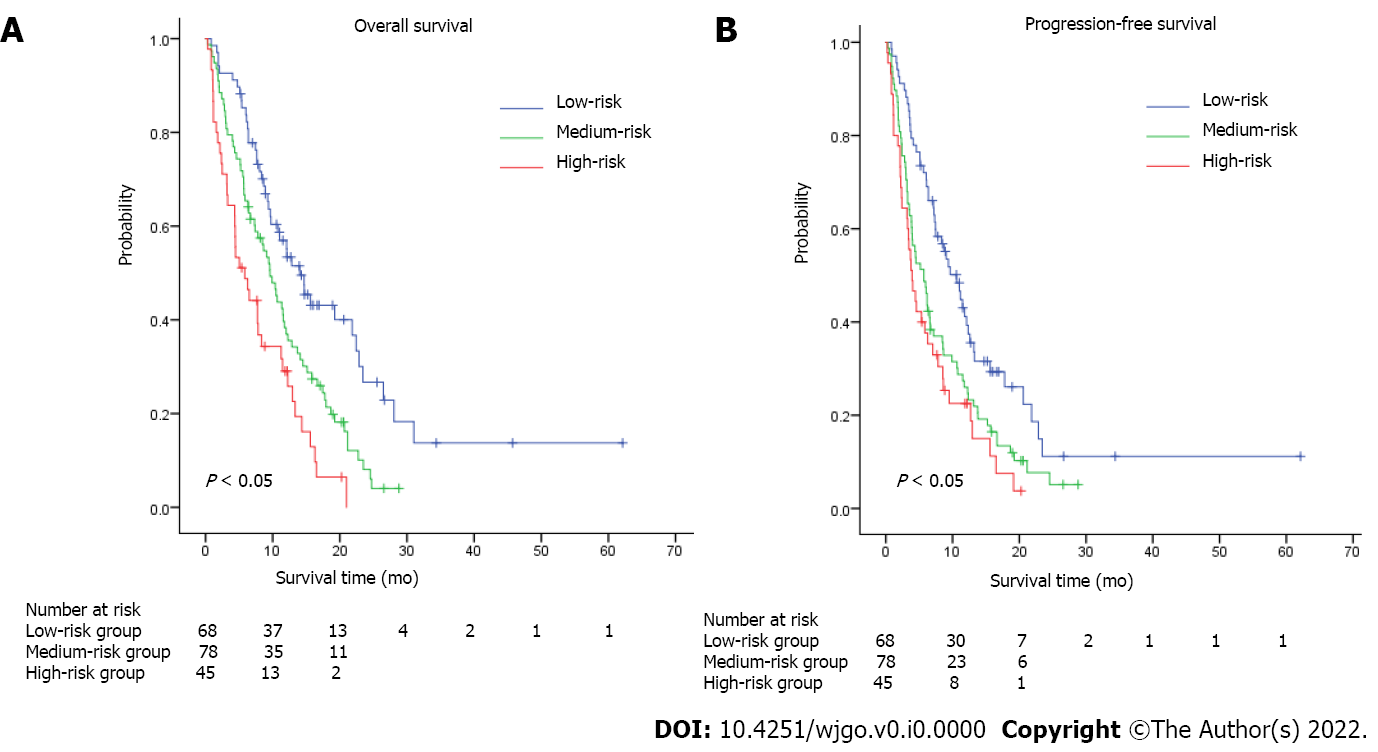 A
Overall survival
1.0
0.8
0.6
0.4
0.2
0.0
Probability
Low-risk
Medium-risk
High-risk
P < 0.05
0 10 20 30 40 50 60 70
Survival time (mo)
Number at risk
Low-risk group 68 37 13 4 2 1 1
Medium-risk group 78 35 11
High-risk group 45 13 2
B
Progression-free survival
1.0
0.8
0.6
0.4
0.2
0.0
Probability
Low-risk
Medium-risk
High-risk
P < 0.05
0 10 20 30 40 50 60 70
Survival time (mo)
Number at risk
Low-risk group 68 30 7 2 1 1 1
Medium-risk group 78 23 6
High-risk group 45 8 1
DOI: 10.4251/wjgo.v0.i0.0000 Copyright ©The Author(s) 2022.